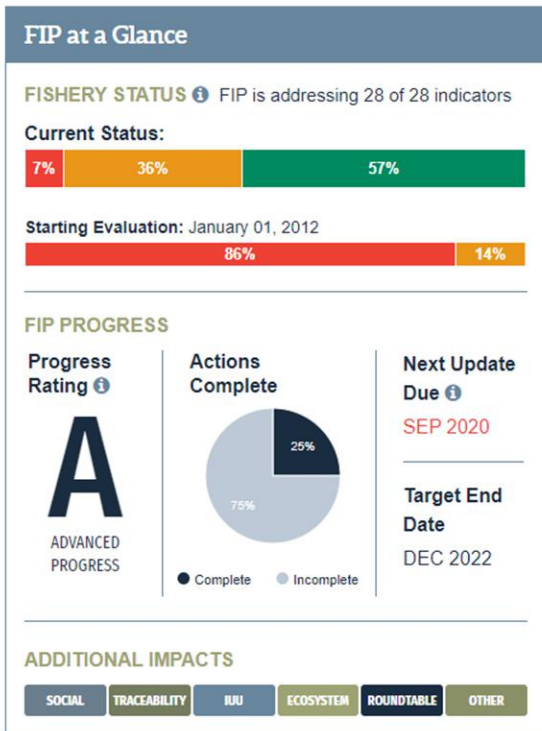 FIP at a Glance
FISHERY STATUS FIP is addressing 28 of 28 indicators
Current Status:
7% 36% 57%
Starting Evaluation: January 01, 2012
86% 14%
FIP PROGRESS
Progress
Rating
A
ADVANCED
PROGRESS
Actions
Complete
25%
75%
Complete Incomplete
Next Update
Due
SEP 2020
Target End
Date
DEC 2022
ADDITIONAL IMPACTS
SOCIAL TRACEABILITY IUU ECOSYSTEM ROUNDTABLE OTHER